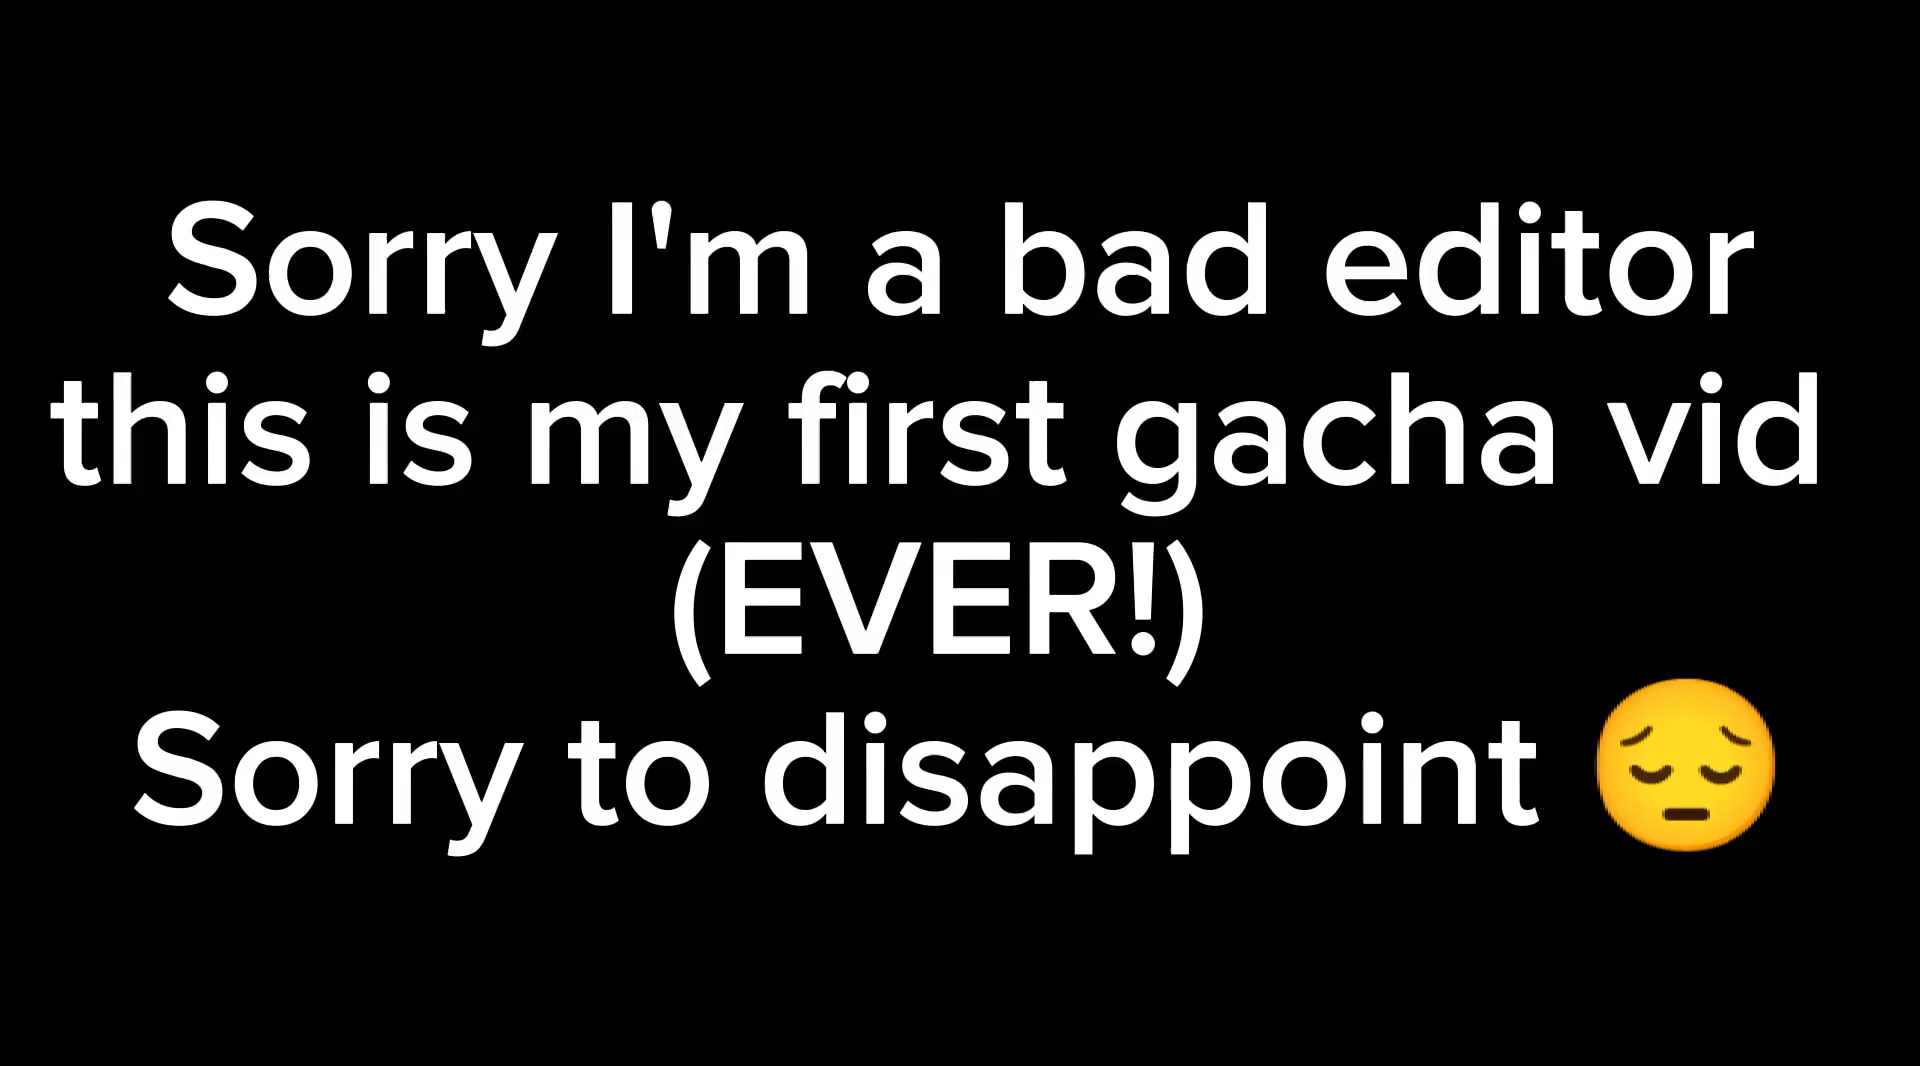 Sorry I'm a bad editor
this is my first gacha vid
(EVER!)
Sorry to disappoint 😔